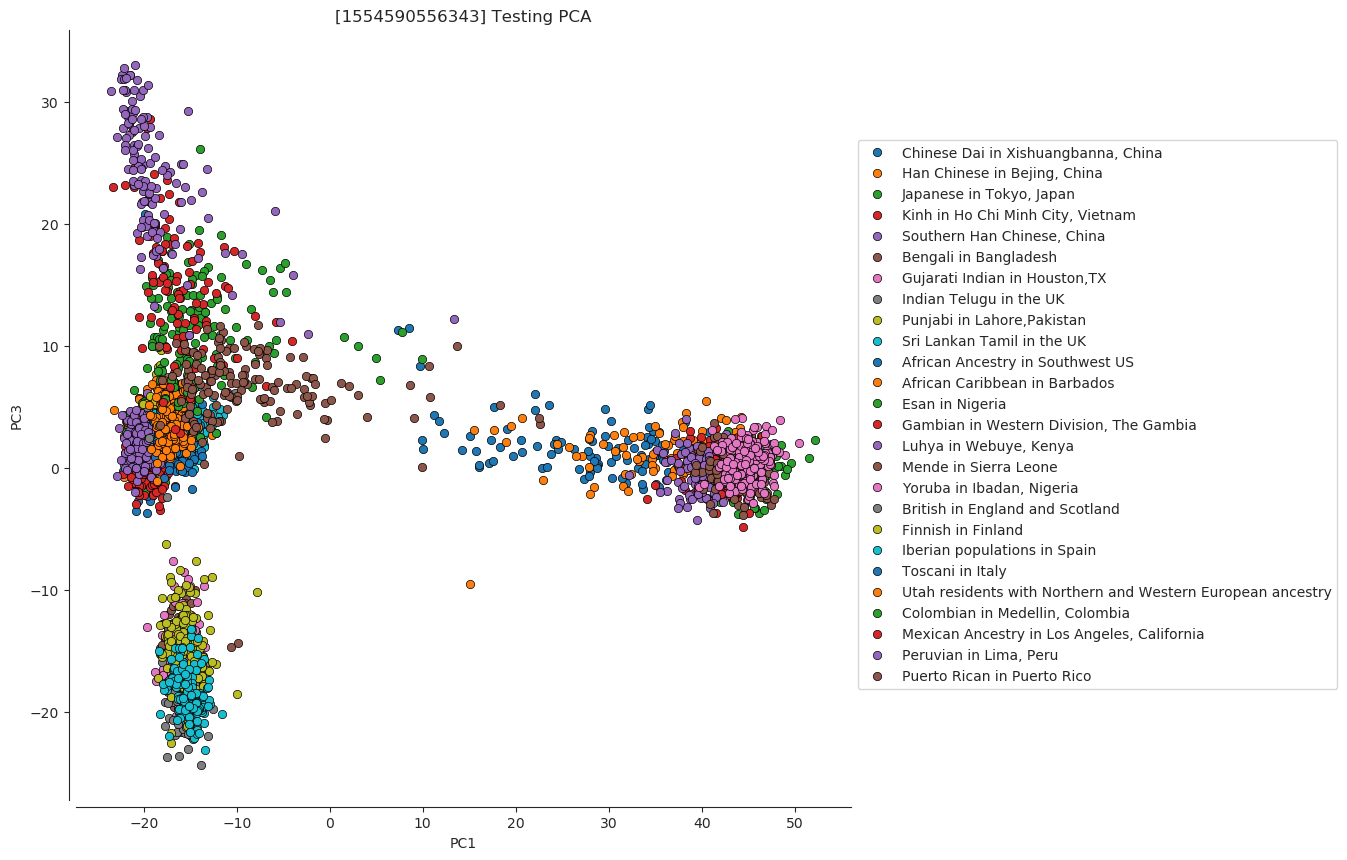 [1554590556343] Testing PCA
30
20
10
0
−10
−20
PC3
−20
−10
0
10
20
30
40
50
PC1
Chinese Dai in Xishuangbanna, China
Han Chinese in Bejing, China
Japanese in Tokyo, Japan
Kinh in Ho Chi Minh City, Vietnam
Southern Han Chinese, China
Bengali in Bangladesh
Gujarati Indian in Houston,TX
Indian Telugu in the UK
Punjabi in Lahore,Pakistan
Sri Lankan Tamil in the UK
African Ancestry in Southwest US
African Caribbean in Barbados
Esan in Nigeria
Gambian in Western Division, The Gambia
Luhya in Webuye, Kenya
Mende in Sierra Leone
Yoruba in Ibadan, Nigeria
British in England and Scotland
Finnish in Finland
Iberian populations in Spain
Toscani in Italy
Utah residents with Northern and Western European ancestry
Colombian in Medellin, Colombia
Mexican Ancestry in Los Angeles, California
Peruvian in Lima, Peru
Puerto Rican in Puerto Rico